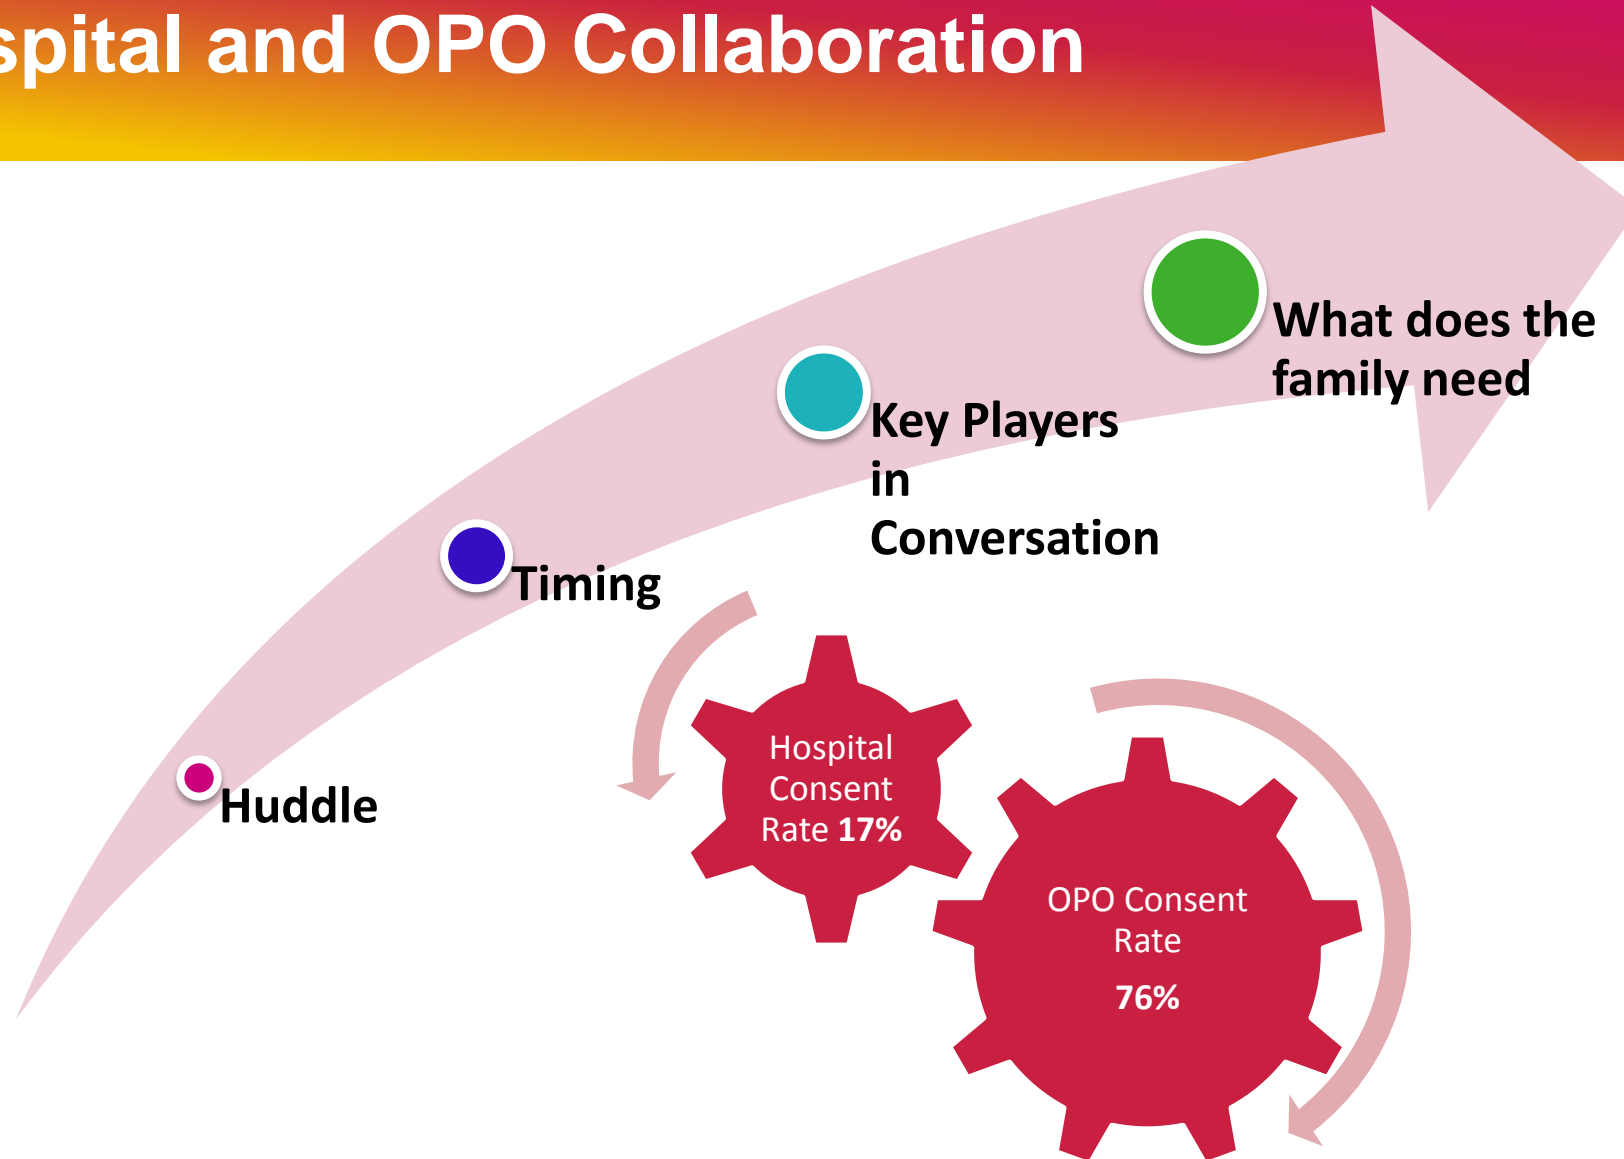 spital and OPO Collaboration
What does the
family need
Key Players
in
Conversation
Timing
Huddle
Hospital
Consent
Rate 17%
OPO Consent
Rate
76%